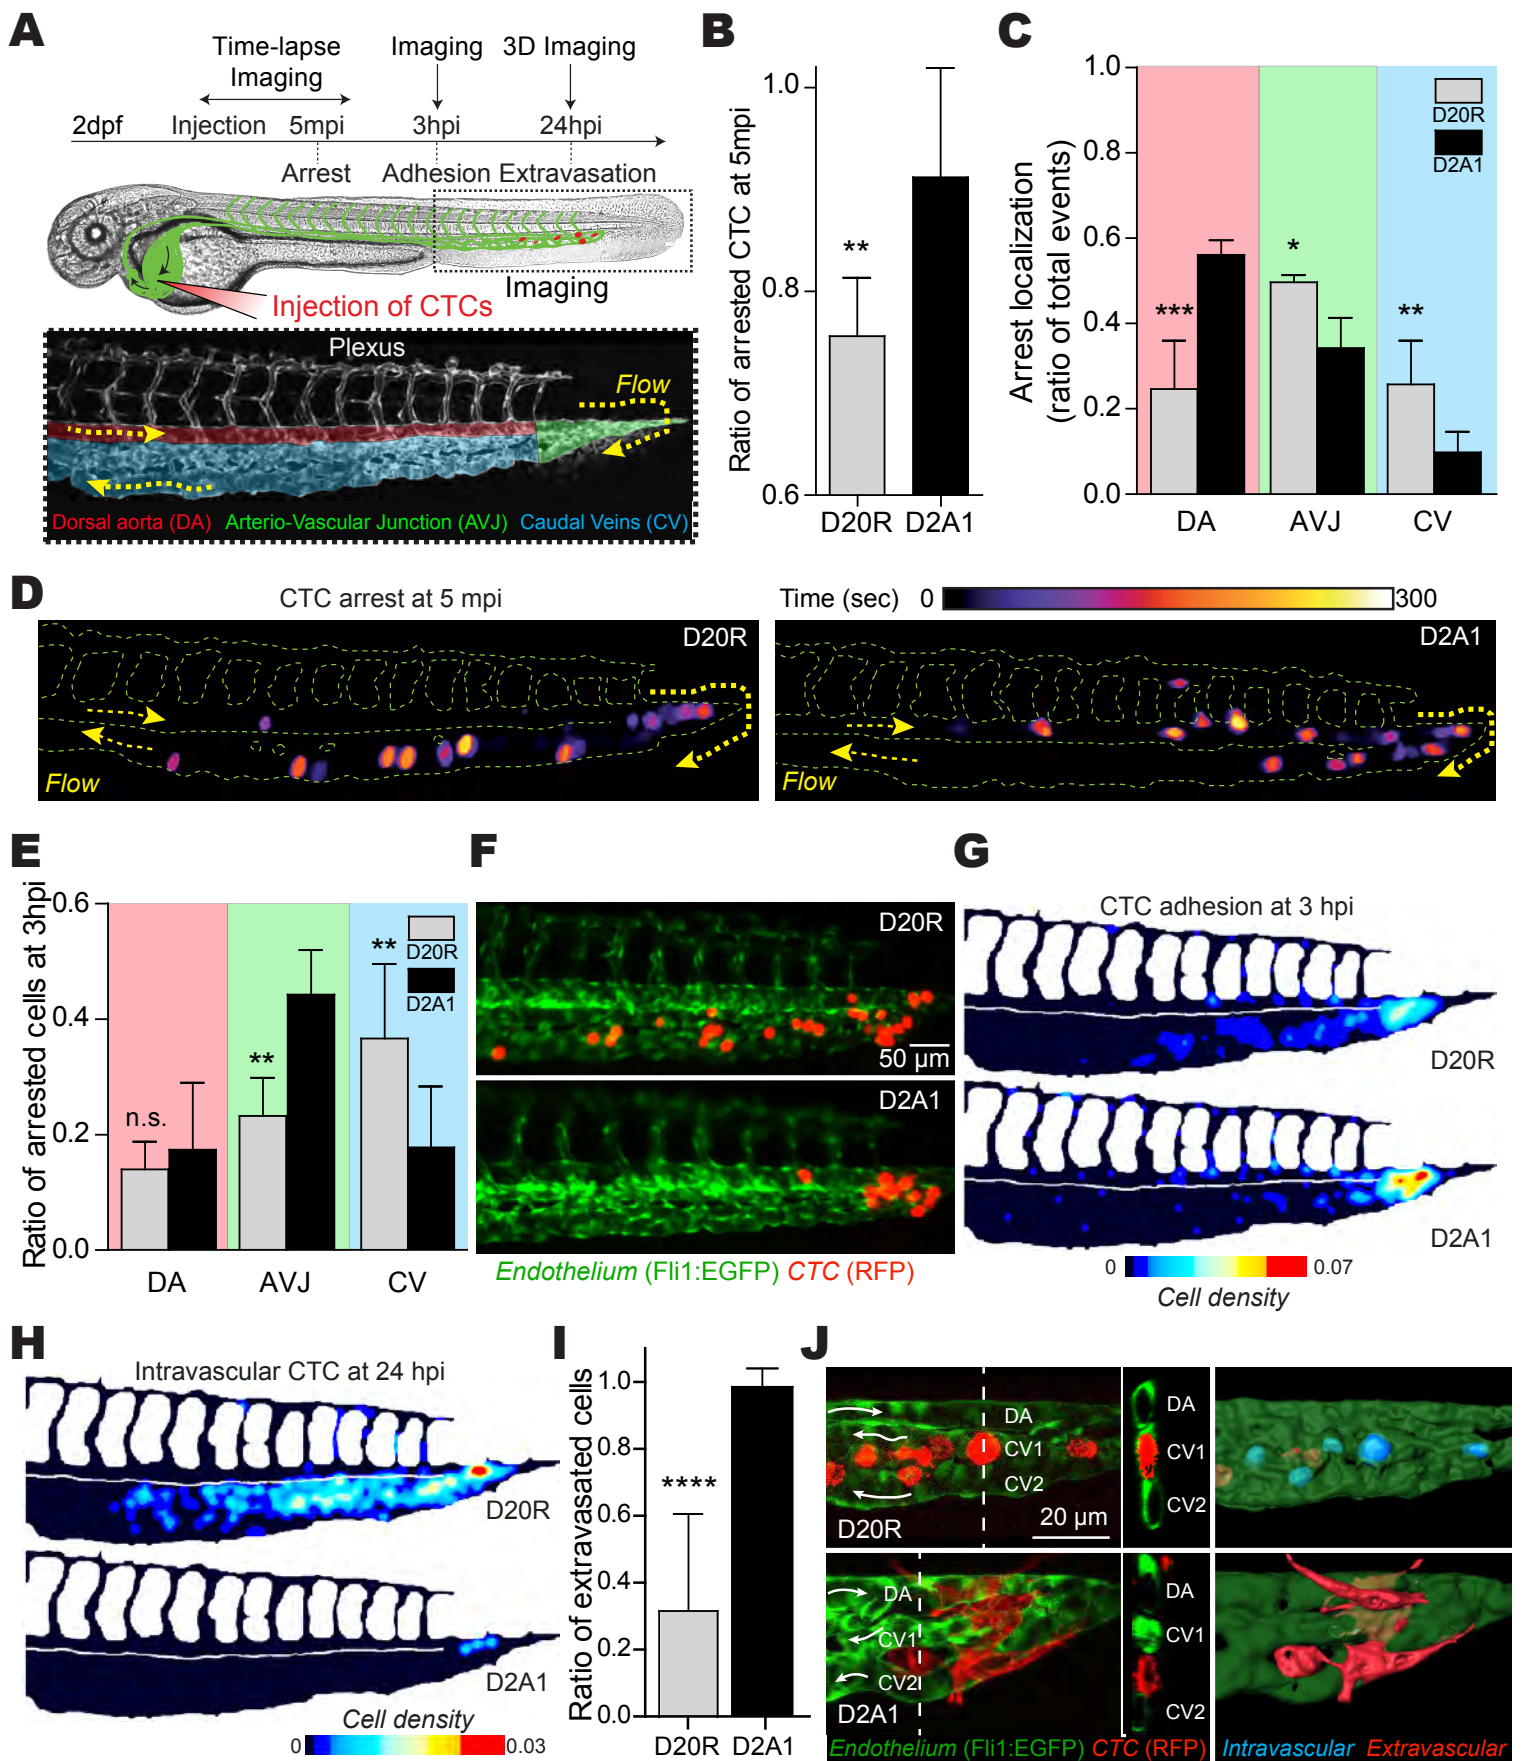 A
Time-lapse
Imaging
Imaging
3D Imaging
2dpf
Injection
5mpi
3hpi
24hpi
Arrest
Adhesion
Extravasation
Imaging
Injection of CTCs
Plexus
Flow
Dorsal aorta (DA)
Arterio-Vascular Junction (AVJ)
Caudal Veins (CV)
B
Ratio of arrested CTC at 5mpi
1.0
0.8
0.6
**
D20R
D2A1
C
Arrest localization
(ratio of total events)
1.0
0.8
0.6
0.4
0.2
0.0
D20R
D2A1
***
*
**
DA
AVJ
CV
D
CTC arrest at 5 mpi
Time (sec)
0
300
D20R
Flow
D2A1
Flow
E
Ratio of arrested cells at 3hpi
0.6
0.4
0.2
0.0
D20R
D2A1
n.s.
**
**
DA
AVJ
CV
F
D20R
50 µm
D2A1
Endothelium (Fli1:EGFP) CTC (RFP)
G
CTC adhesion at 3 hpi
D20R
D2A1
0
0.07
Cell density
H
Intravascular CTC at 24 hpi
D20R
D2A1
Cell density
0
0.03
I
Ratio of extravasated cells
1.0
0.8
0.6
0.4
0.2
0.0
****
D20R
D2A1
J
DA
CV1
CV2
D20R
20 µm
DA
CV1
CV2
DA
CV1
CV2
D2A1
DA
CV1
CV2
Endothelium (Fli1:EGFP) CTC (RFP)
Intravascular
Extravascular